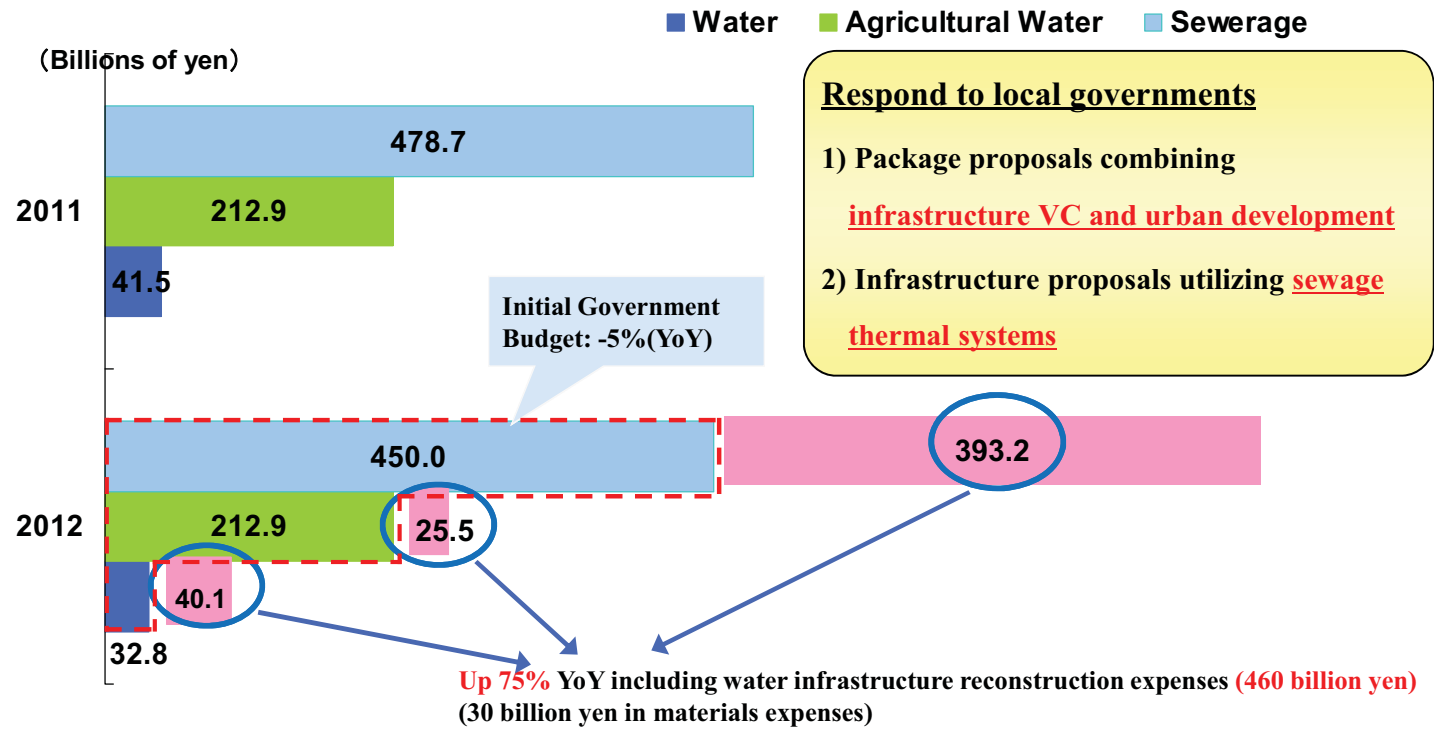 Water Agricultural Water Sewerage
(Billions of yen)
478.7
2011
212.9
41.5
Respond to local governments
1) Package proposals combining
infrastructure VC and urban development
2) Infrastructure proposals utilizing sewage
thermal systems
Initial Government
Budget: -5%(YoY)
450.0
393.2
2012
212.9
25.5
40.1
32.8
Up 75% YoY including water infrastructure reconstruction expenses (460 billion yen)
(30 billion yen in materials expenses)